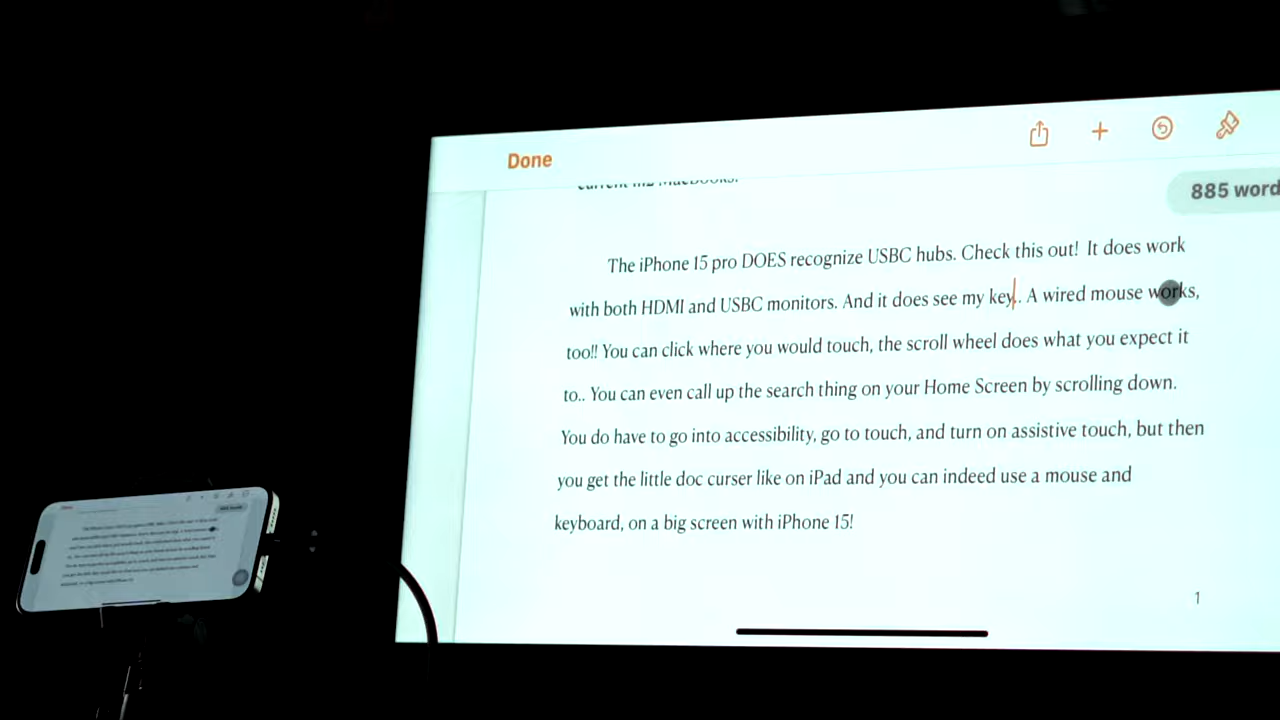 Done
885 word
The iPhone 15 pro DOES recognize USBC hubs. Check this out! It does work
with both HDMI and USBC monitors. And it does see my key.. A wired mouse works,
too!! You can click where you would touch, the scroll wheel does what you expect it
to.. You can even call up the search thing on your Home Screen by scrolling down.
You do have to go into accessibility, go to touch, and turn on assistive touch, but then
you get the little doc curser like on iPad and you can indeed use a mouse and
keyboard, on a big screen with iPhone 15!
1